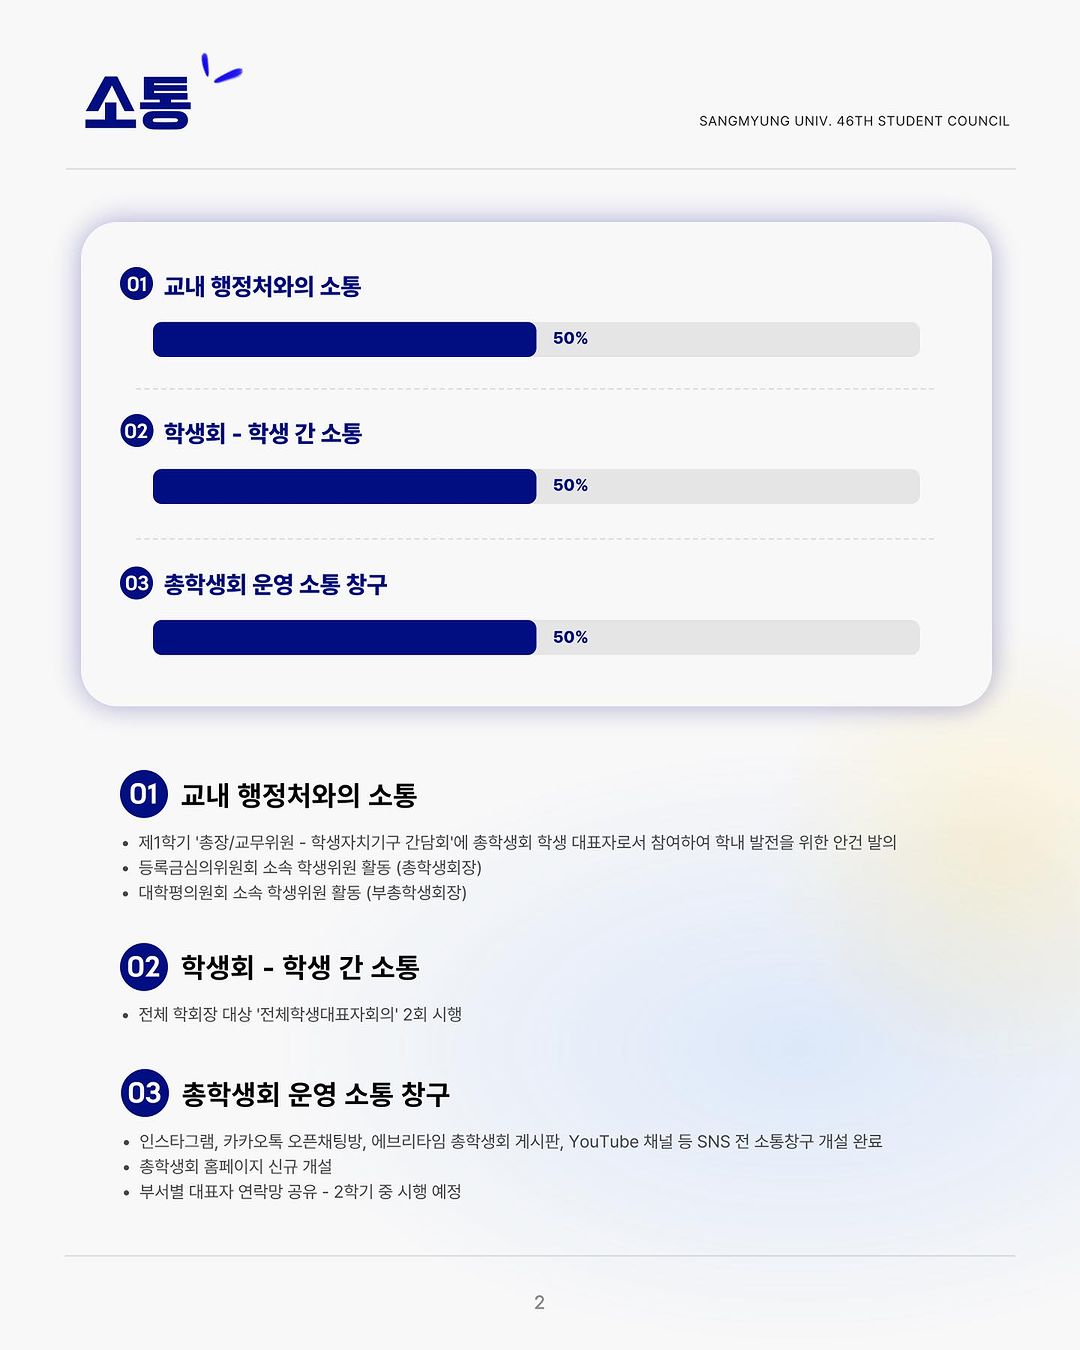 소통
SANGMYUNG UNIV. 46TH STUDENT COUNCIL
01 교내 행정처와의 소통
50%
02 학생회 - 학생 간 소통
50%
03 총학생회 운영 소통 창구
50%
01 교내 행정처와의 소통
• 제1학기 '총장/교무위원 - 학생자치기구 간담회'에 총학생회 학생 대표자로서 참여하여 학내 발전을 위한 안건 발의
• 등록금심의위원회 소속 학생위원 활동 (총학생회장)
• 대학평의원회 소속 학생위원 활동 (부총학생회장)
02 학생회 - 학생 간 소통
• 전체 학회장 대상 '전체학생대표자회의' 2회 시행
03 총학생회 운영 소통 창구
• 인스타그램, 카카오톡 오픈채팅방, 에브리타임 총학생회 게시판, YouTube 채널 등 SNS 전 소통창구 개설 완료
• 총학생회 홈페이지 신규 개설
• 부서별 대표자 연락망 공유 - 2학기 중 시행 예정
2